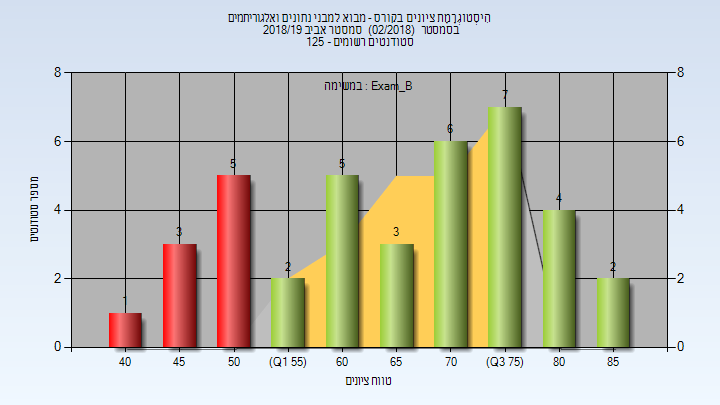 היסטוגרמת ציונים בקורס - מבוא למבני נתונים ואלגוריתמים
בסמסטר (02/2018) סמסטר אביב 2018/19
סטודנטים רשומים - 125
במשימה : Exam_B
8 8
7
6 6
6
5 5
4 4
4
3 3
2 2
2 2
1
0 0
מספר סטודנטים
40 45 50 (Q1 55) 60 65 70 (Q3 75) 80 85
טווח ציונים